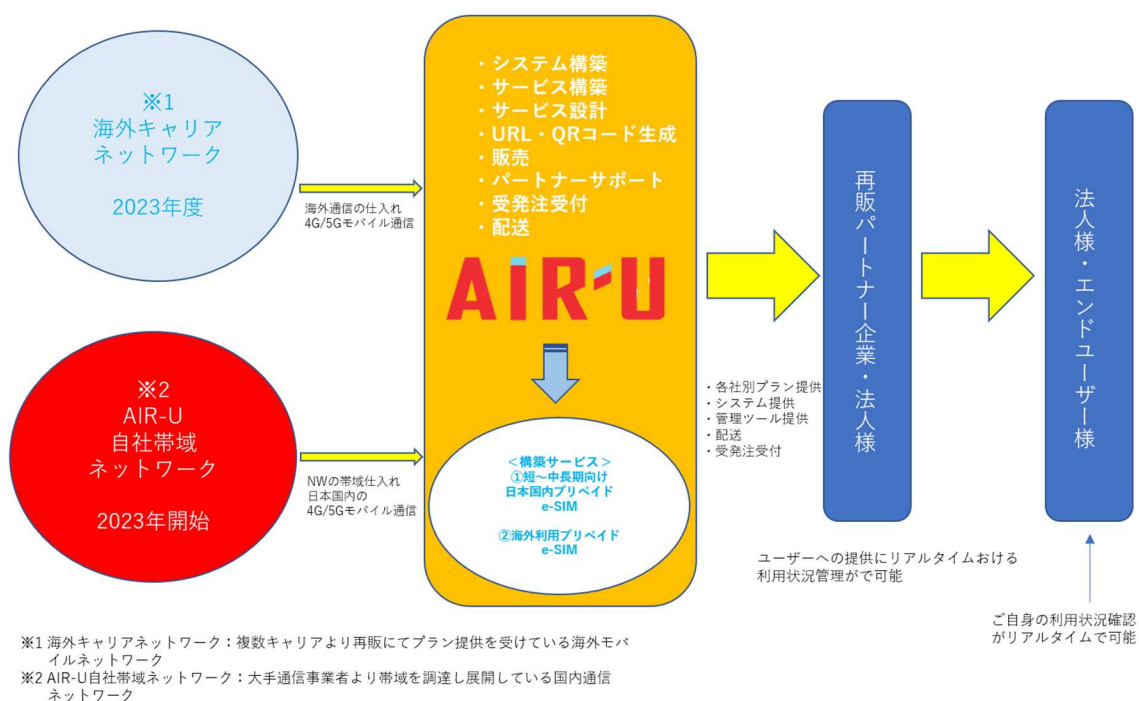 ※1
海外キャリア
ネットワーク
2023年度
海外通信の仕入れ
4G/5Gモバイル通信
※2
AIR-U
自社帯域
ネットワーク
2023年開始
NWの帯域仕入れ
日本国内の
4G/5Gモバイル通信
・システム構築
・サービス構築
・サービス設計
・URL・QRコード生成
・販売
・パートナーサポート
・受発注受付
・配送
AiR-U
＜構築サービス＞
①短～中長期向け
日本国内プリペイド
e-SIM
②海外利用プリペイド
e-SIM
・各社別プラン提供
・システム提供
・管理ツール提供
・配送
・受発注受付
再販パートナー企業・法人様
法人様・エンドユーザー様
ユーザーへの提供にリアルタイムおける
利用状況管理がで可能
ご自身の利用状況確認
がリアルタイムで可能
※1 海外キャリアネットワーク：複数キャリアより再販にてプラン提供を受けている海外モバ
イルネットワーク
※2 AIR-U自社帯域ネットワーク：大手通信事業者より帯域を調達し展開している国内通信
ネットワーク